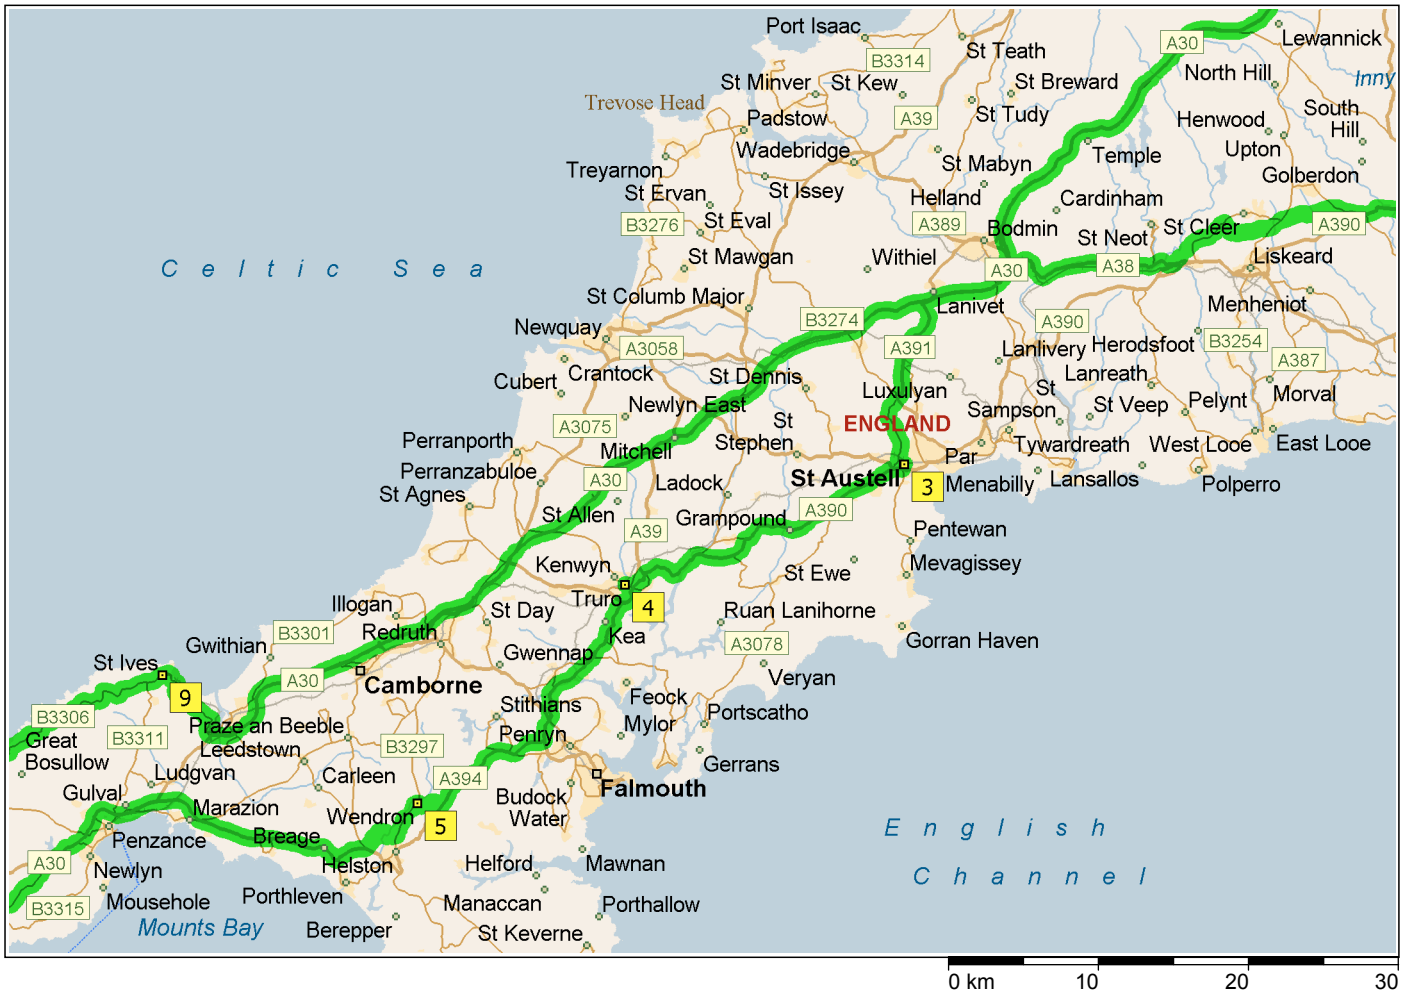 Port Isaac
A30
Lewannick
St Teath
B3314
North Hill
Inny
St Minver
St Kew
St Breward
Trevose Head
South
Hill
Padstow
A39
St Tudy
Henwood
Wadebridge
Temple
Upton
Treyarnon
St Mabyn
Golberdon
St Ervan
St Issey
Helland
Cardinham
B3276
St Eval
A389
Bodmin
St Neot
St Cleer
A390
St Mawgan
Withiel
A30
A38
Liskeard
Celtic Sea
St Columb Major
Lanivet
Menheniot
Newquay
B3274
A390
A3058
A391
Lanlivery
Herodsfoot
B3254
A387
Cubert
Crantock
St Dennis
Luxulyan
St
Sampson
Lanreath
Pelynt
Morval
Newlyn East
St
Stephen
ENGLAND
St Veep
A3075
Perranporth
Mitchell
Tywardreath
West Looe
East Looe
Perranzabuloe
Par
St Agnes
A30
Ladock
St Austell
3
Menabilly
Lansallos
Polperro
St Allen
Grampound
A390
A39
Pentewan
Kenwyn
St Ewe
Mevagissey
Truro
4
Illogan
St Day
Ruan Lanihorne
B3301
Redruth
Kea
A3078
Gorran Haven
Gwithian
Gwennap
St Ives
A30
Camborne
Veryan
9
Stithians
Feock
B3306
Praze an Beeble
Mylor
Portscatho
Great
Bosullow
B3311
Leedstown
B3297
Penryn
Ludgvan
Carleen
A394
Gerrans
Gulval
Marazion
Wendron
Budock
Water
Falmouth
5
English
Channel
Penzance
Breage
A30
Newlyn
Helston
Helford
Mawnan
B3315
Mousehole
Porthleven
Manaccan
Porthallow
Mounts Bay
Berepper
St Keverne
0 km
10
20
30